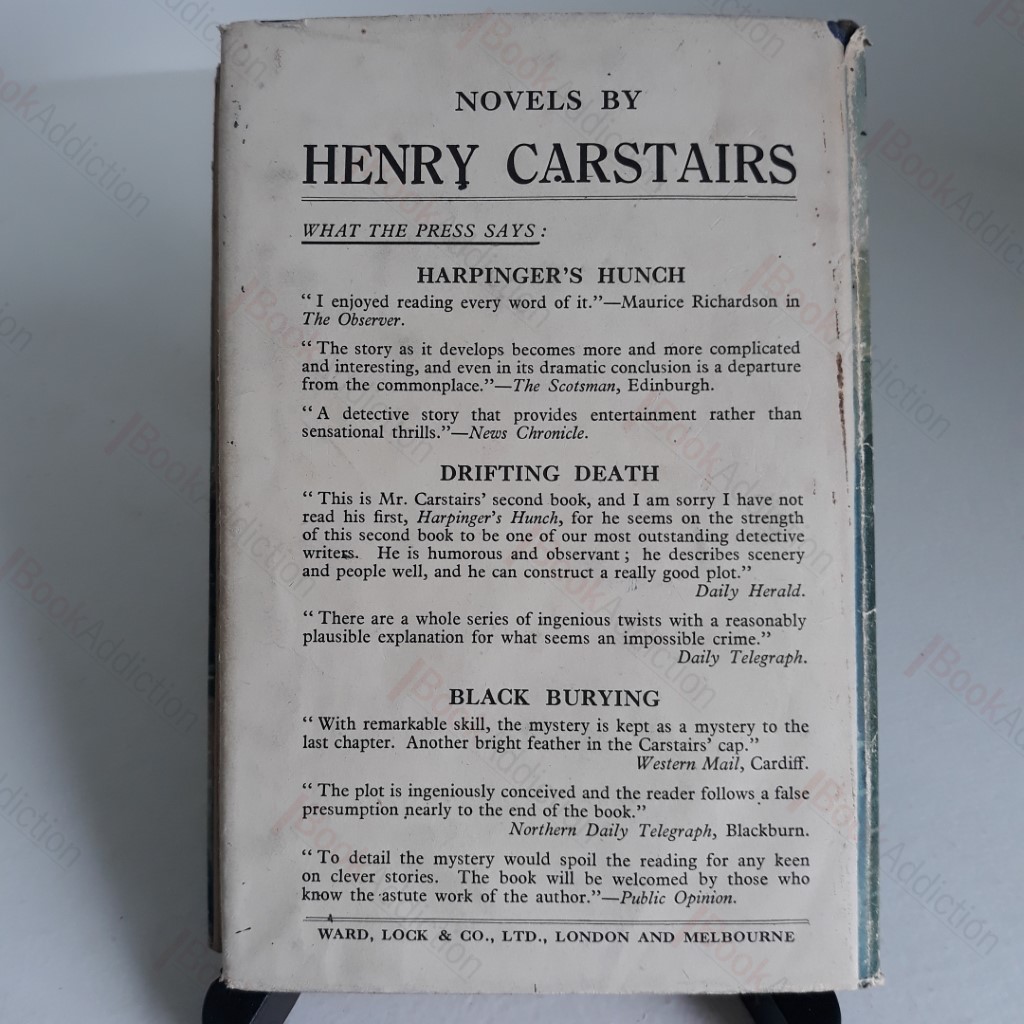 NOVELS BY
HENRY CARSTAIRS
WHAT THE PRESS SAYS:
HARPINGER'S HUNCH
“I enjoyed reading every word of it.”—Maurice Richardson in
The Observer.
“The story as it develops becomes more and more complicated
and interesting, and even in its dramatic conclusion is a departure
from the commonplace.”—The Scotsman, Edinburgh.
“A detective story that provides entertainment rather than
sensational thrills.”—News Chronicle.
DRIFTING DEATH
“This is Mr. Carstairs' second book, and I am sorry I have not
read his first, Harpinger's Hunch, for he seems on the strength
of this second book to be one of our most outstanding detective
writers. He is humorous and observant; he describes scenery
and people well, and he can construct a really good plot.”
Daily Herald.
“There are a whole series of ingenious twists with a reasonably
plausible explanation for what seems an impossible crime.”
Daily Telegraph.
BLACK BURYING
“With remarkable skill, the mystery is kept as a mystery to the
last chapter. Another bright feather in the Carstairs' cap.”
Western Mail, Cardiff.
“The plot is ingeniously conceived and the reader follows a false
presumption nearly to the end of the book.”
Northern Daily Telegraph, Blackburn.
“To detail the mystery would spoil the reading for any keen
on clever stories. The book will be welcomed by those who
know the astute work of the author.”—Public Opinion.
WARD, LOCK & CO., LTD., LONDON AND MELBOURNE
BookAddiction